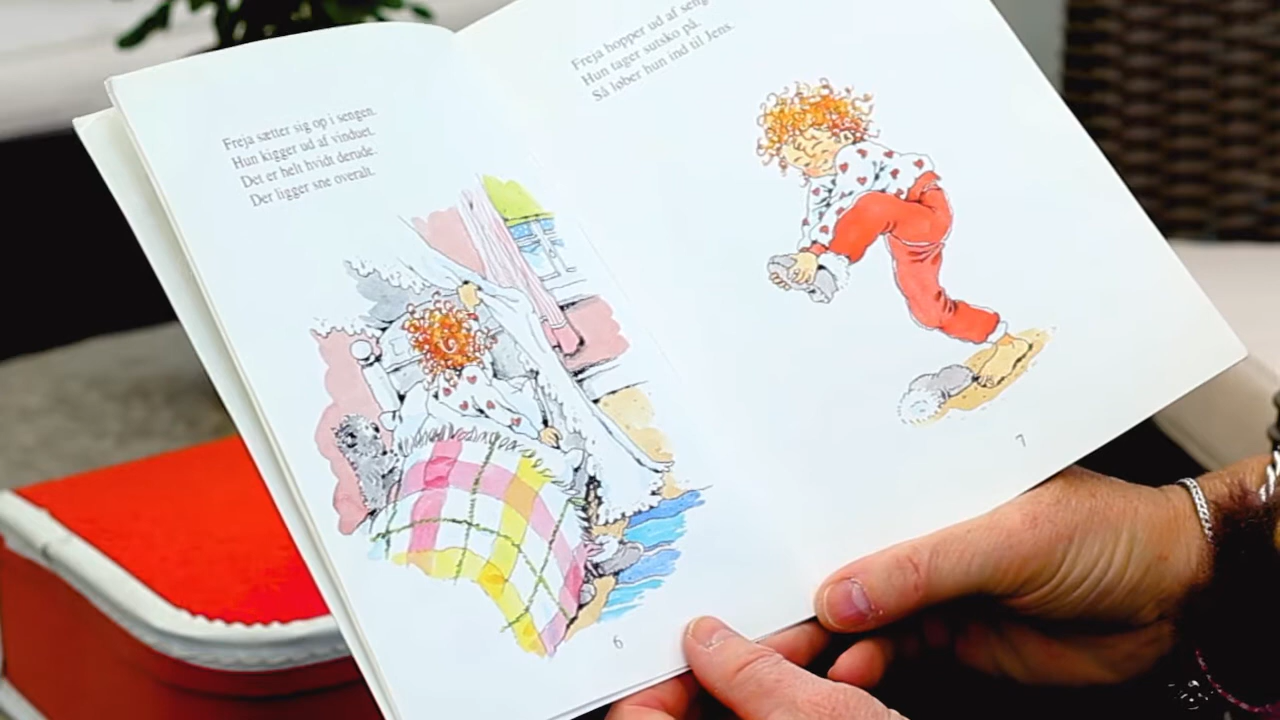 Freja sætter sig op i sengen.
Hun kigger ud af vinduet.
Det er helt hvidt derude.
Der ligger sne overalt.
6
Freja hopper ud af
Hun tager sutsko på.
Så løber hun ind til Jens.
7